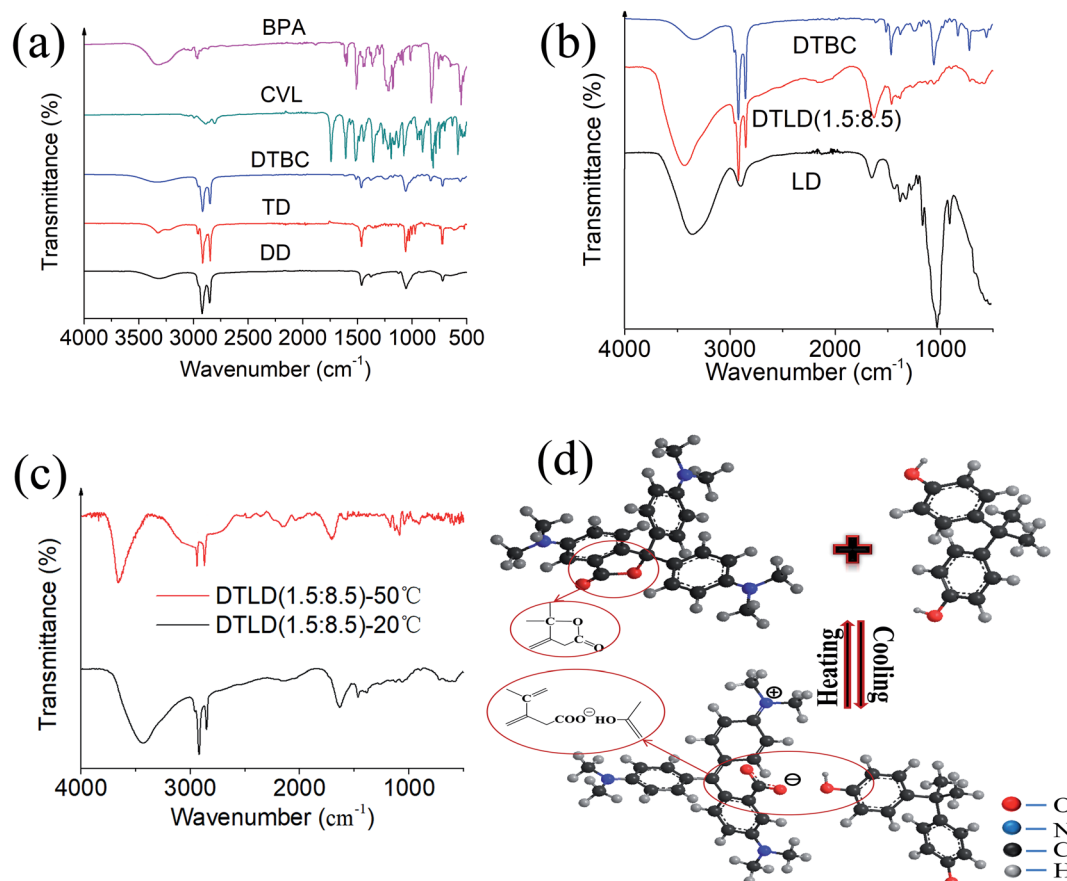 (a)
BPA
CVL
DTBC
TD
DD
Transmittance (%)
4000 3500 3000 2500 2000 1500 1000 500
Wavenumber (cm-1)
(b)
DTBC
DTLD(1.5:8.5)
LD
Transmittance (%)
4000 3000 2000 1000
Wavenumber (cm-1)
(c)
DTLD(1.5:8.5)-50℃
DTLD(1.5:8.5)-20℃
Transmittance (%)
4000 3000 2000 1000
Wavenumber (cm-1)
(d)
O
O
COO⊖
HO
⊕
⊖
Heating
Cooling
O
N
C
H